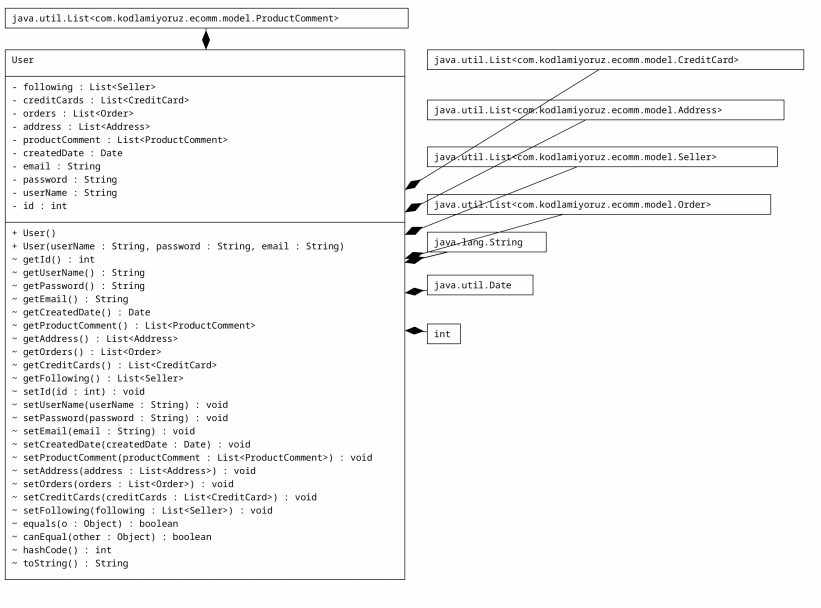 java.util.List<com.kodlamiyoruz.ecomm.model.ProductComment>
User
- following : List<Seller>
- creditCards : List<CreditCard>
- orders : List<Order>
- address : List<Address>
- productComment : List<ProductComment>
- createdDate : Date
- email : String
- password : String
- userName : String
- id : int
+ User()
+ User(userName : String, password : String, email : String)
~ getId() : int
~ getUserName() : String
~ getPassword() : String
~ getEmail() : String
~ getCreatedDate() : Date
~ getProductComment() : List<ProductComment>
~ getAddress() : List<Address>
~ getOrders() : List<Order>
~ getCreditCards() : List<CreditCard>
~ getFollowing() : List<Seller>
~ setId(id : int) : void
~ setUserName(userName : String) : void
~ setPassword(password : String) : void
~ setEmail(email : String) : void
~ setCreatedDate(createdDate : Date) : void
~ setProductComment(productComment : List<ProductComment>) : void
~ setAddress(address : List<Address>) : void
~ setOrders(orders : List<Order>) : void
~ setCreditCards(creditCards : List<CreditCard>) : void
~ setFollowing(following : List<Seller>) : void
~ equals(o : Object) : boolean
~ canEqual(other : Object) : boolean
~ hashCode() : int
~ toString() : String
java.util.List<com.kodlamiyoruz.ecomm.model.CreditCard>
java.util.List<com.kodlamiyoruz.ecomm.model.Address>
java.util.List<com.kodlamiyoruz.ecomm.model.Seller>
java.util.List<com.kodlamiyoruz.ecomm.model.Order>
java.lang.String
java.util.Date
int